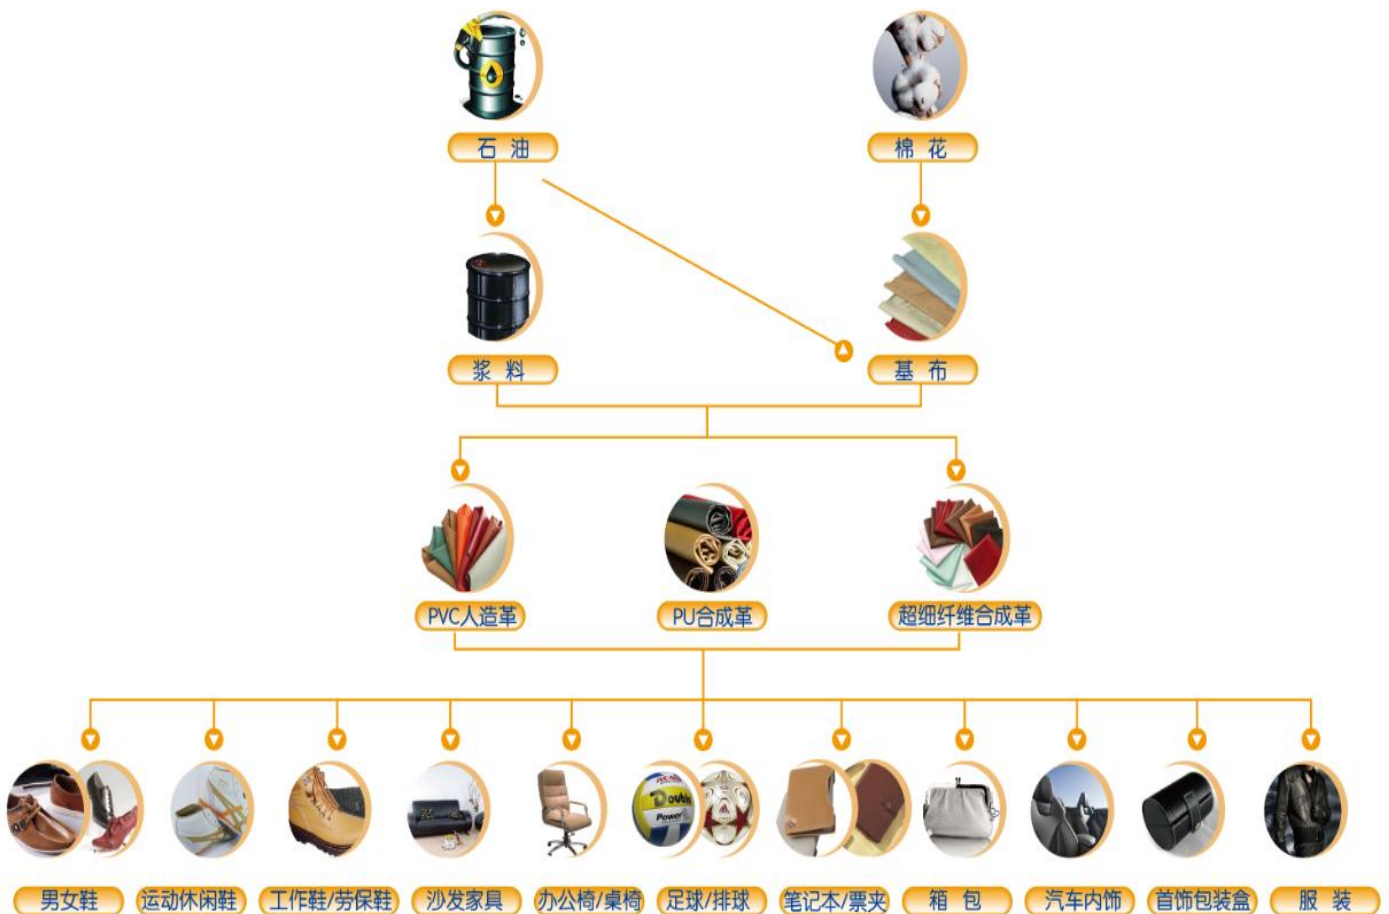 石油
棉花
浆料
基布
PVC人造革
PU合成革
超细纤维合成革
Double
Power
男女鞋
运动休闲鞋
工作鞋/劳保鞋
沙发家具
办公椅/桌椅
足球/排球
笔记本/票夹
箱包
汽车内饰
首饰包装盒
服装